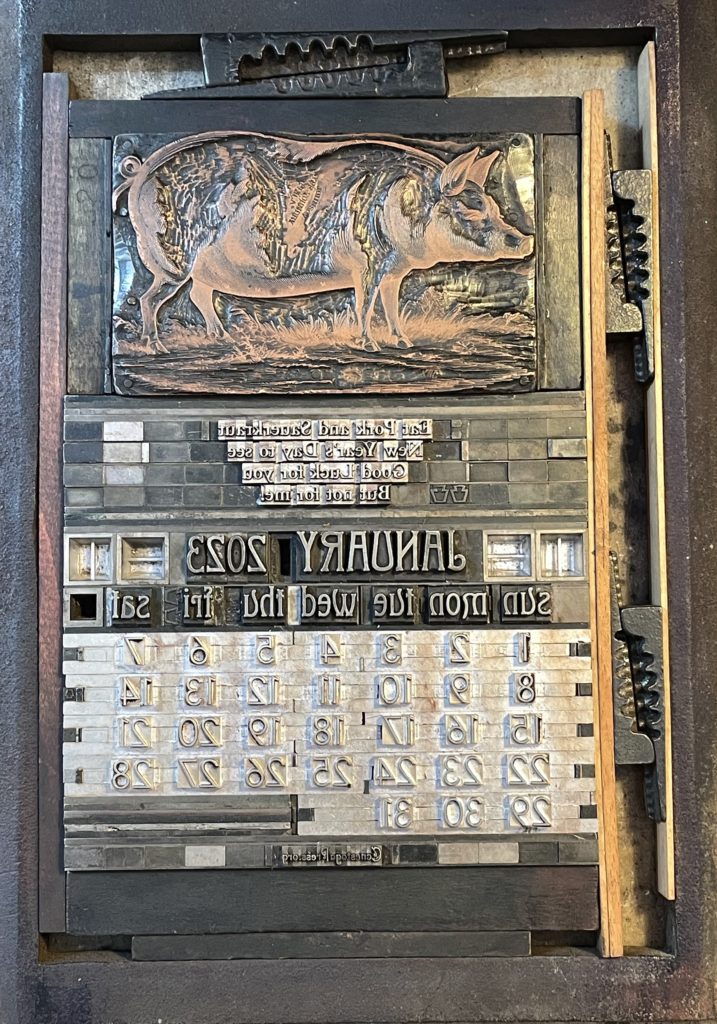 Eat Pork and Sauerkraut
New Year's Day to see
Good Luck for you
But not for me!
JANUARY 2023
sun mon tue wed thu fri sat
1 2 3 4 5 6 7
8 9 10 11 12 13 14
15 16 17 18 19 20 21
22 23 24 25 26 27 28
29 30 31
ConestogaPress.org